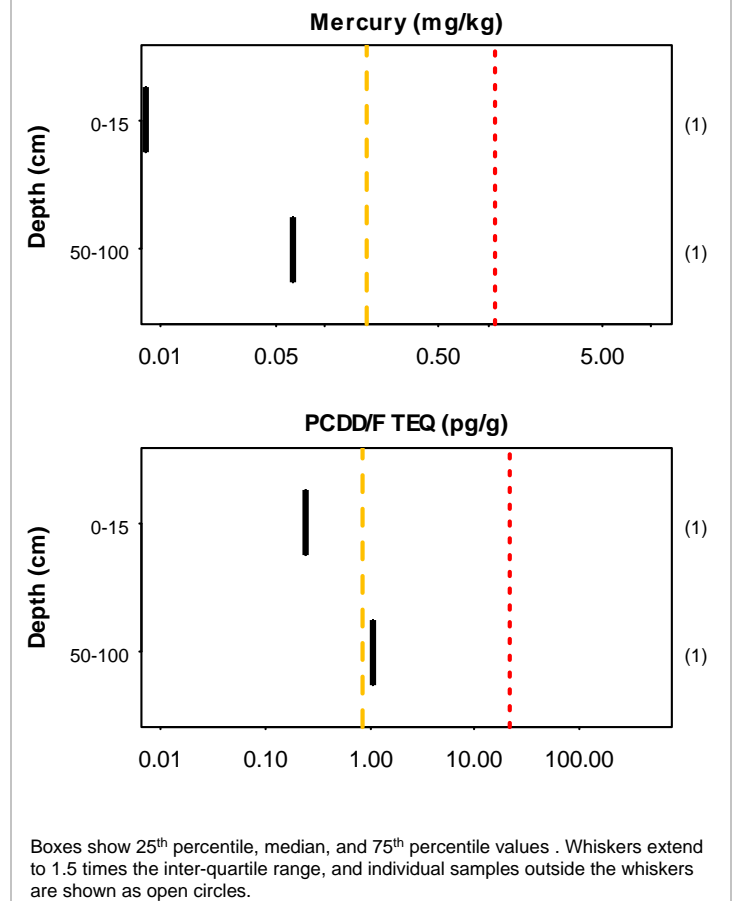 Mercury (mg/kg)
Depth (cm)
0-15
(1)
50-100
(1)
0.01 0.05 0.50 5.00
PCDD/F TEQ (pg/g)
Depth (cm)
0-15
(1)
50-100
(1)
0.01 0.10 1.00 10.00 100.00
Boxes show 25th percentile, median, and 75th percentile values . Whiskers extend
to 1.5 times the inter-quartile range, and individual samples outside the whiskers
are shown as open circles.